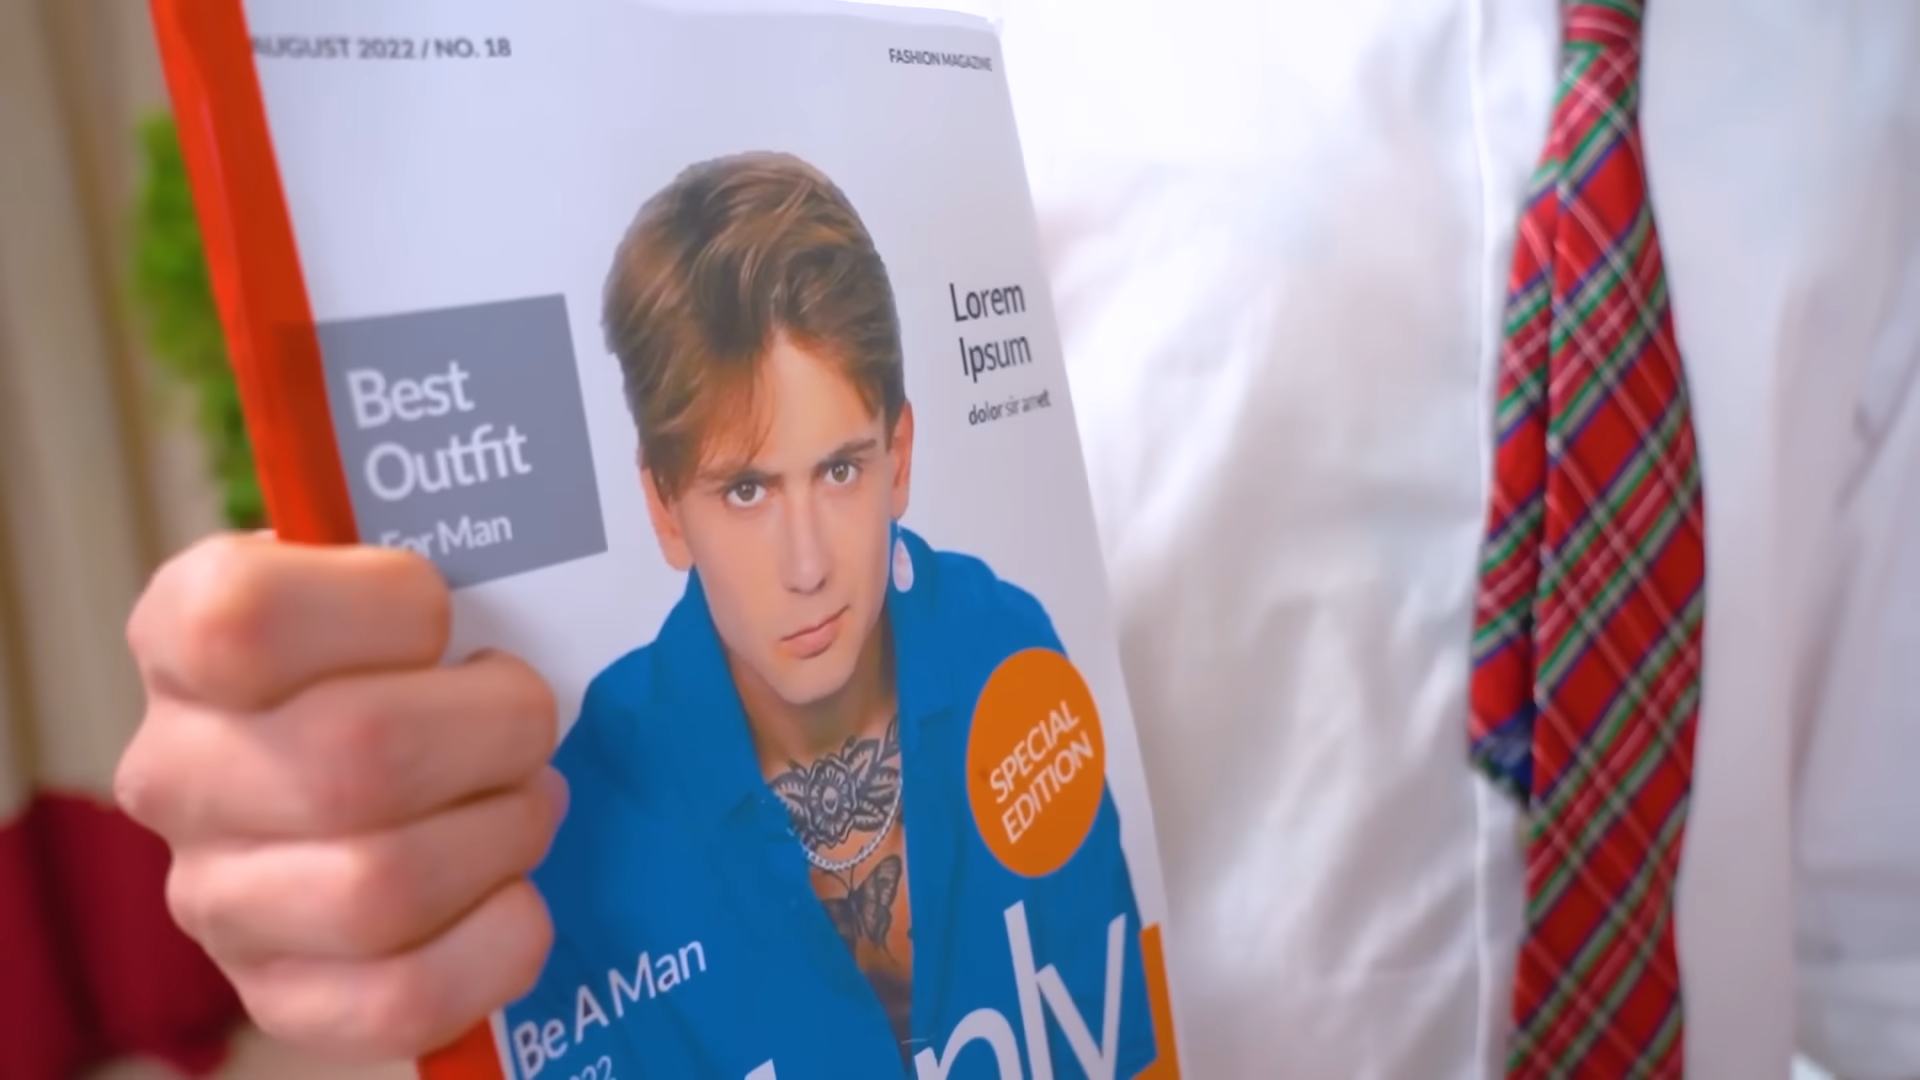 AUGUST 2022 / NO. 18
FASHION MAGAZINE
Best
Outfit
For Man
Lorem
Ipsum
dolor sir amet
SPECIAL
EDITION
Be A Man